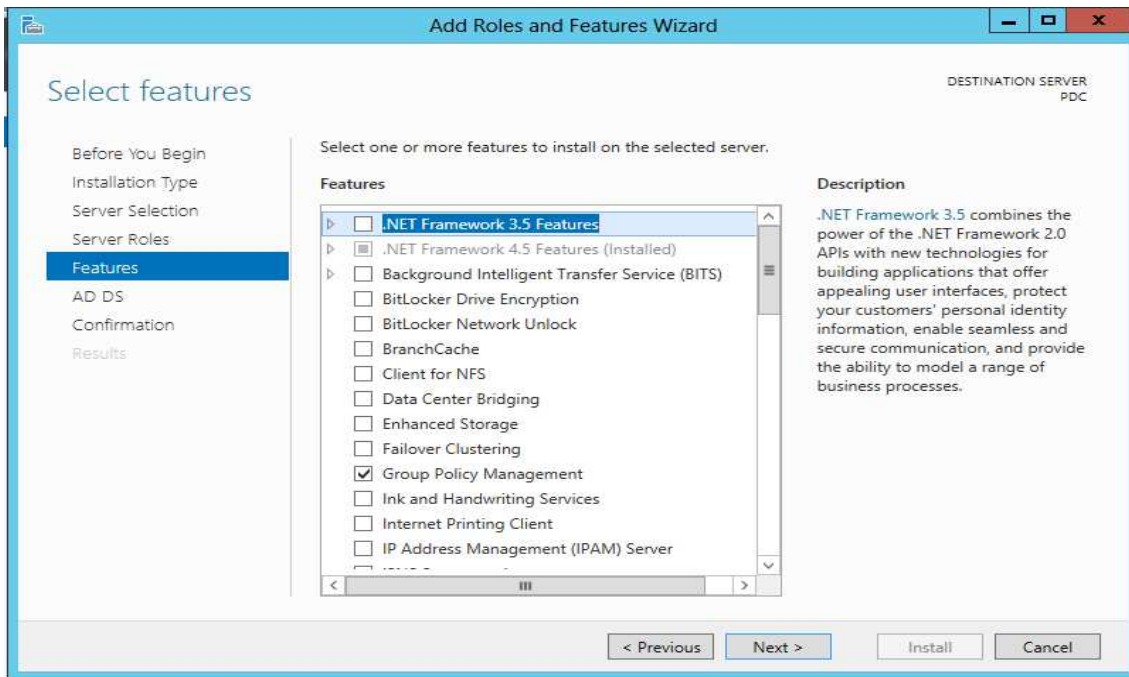 Add Roles and Features Wizard
Select features
DESTINATION SERVER
PDC
Before You Begin
Installation Type
Server Selection
Server Roles
Features
AD DS
Confirmation
Results
Select one or more features to install on the selected server.
Features
.NET Framework 3.5 Features
.NET Framework 4.5 Features (Installed)
Background Intelligent Transfer Service (BITS)
BitLocker Drive Encryption
BitLocker Network Unlock
BranchCache
Client for NFS
Data Center Bridging
Enhanced Storage
Failover Clustering
Group Policy Management
Ink and Handwriting Services
Internet Printing Client
IP Address Management (IPAM) Server
Description
.NET Framework 3.5 combines the
power of the .NET Framework 2.0
APIs with new technologies for
building applications that offer
appealing user interfaces, protect
your customers' personal identity
information, enable seamless and
secure communication, and provide
the ability to model a range of
business processes.
< Previous
Next >
Install
Cancel